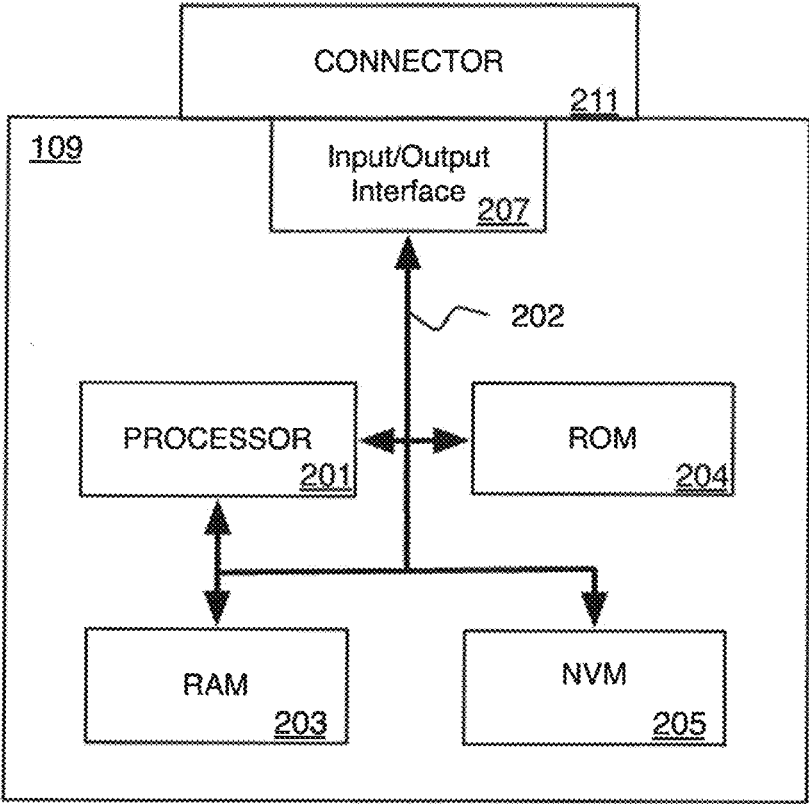 CONNECTOR
211
109
Input/Output
Interface
207
202
PROCESSOR
201
ROM
204
RAM
203
NVM
205